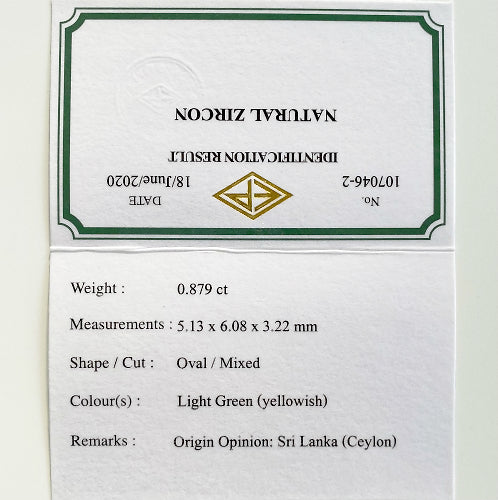 No. 107046-2 DATE 18/June/2020
IDENTIFICATION RESULT
NATURAL ZIRCON
Weight : 0.879 ct
Measurements : 5.13 x 6.08 x 3.22 mm
Shape / Cut : Oval / Mixed
Colour(s) : Light Green (yellowish)
Remarks : Origin Opinion: Sri Lanka (Ceylon)